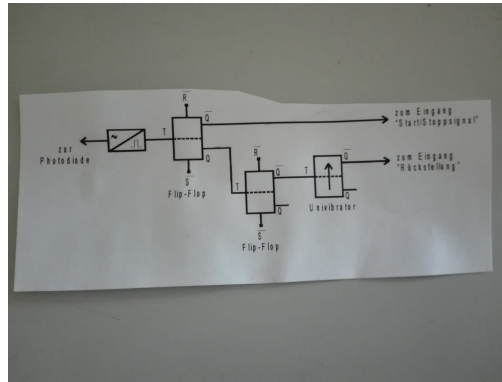 R̅
zum Eingang
"Start/Stoppsignal"
T
Q̅
zur
Photodiode
Q
S̅
Flip-Flop
R̅
zum Eingang
"Rückstellung"
T
Q̅
T
Q̅
Q
Q
Univibrator
S̅
Flip-Flop